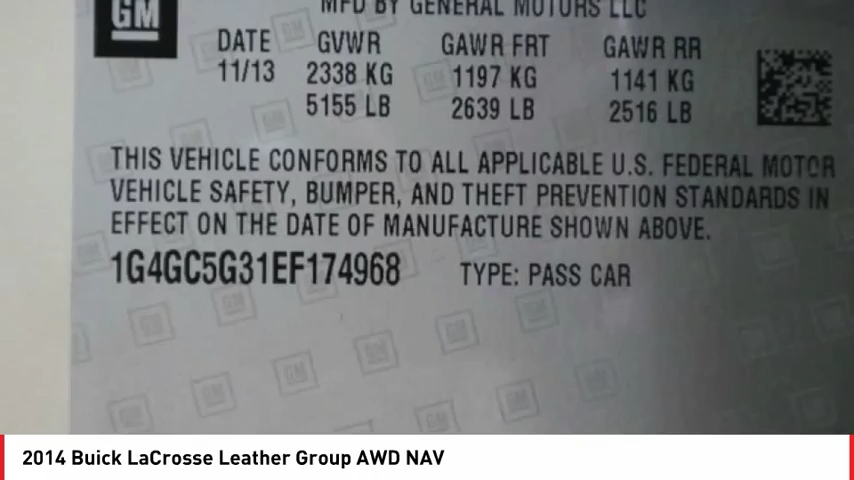 GM
MFD BY GENERAL MOTORS LLC
DATE GVWR GAWR FRT GAWR RR
11/13 2338 KG 1197 KG 1141 KG
5155 LB 2639 LB 2516 LB
THIS VEHICLE CONFORMS TO ALL APPLICABLE U.S. FEDERAL MOTOR
VEHICLE SAFETY, BUMPER, AND THEFT PREVENTION STANDARDS IN
EFFECT ON THE DATE OF MANUFACTURE SHOWN ABOVE.
1G4GC5G31EF174968 TYPE: PASS CAR
2014 Buick LaCrosse Leather Group AWD NAV